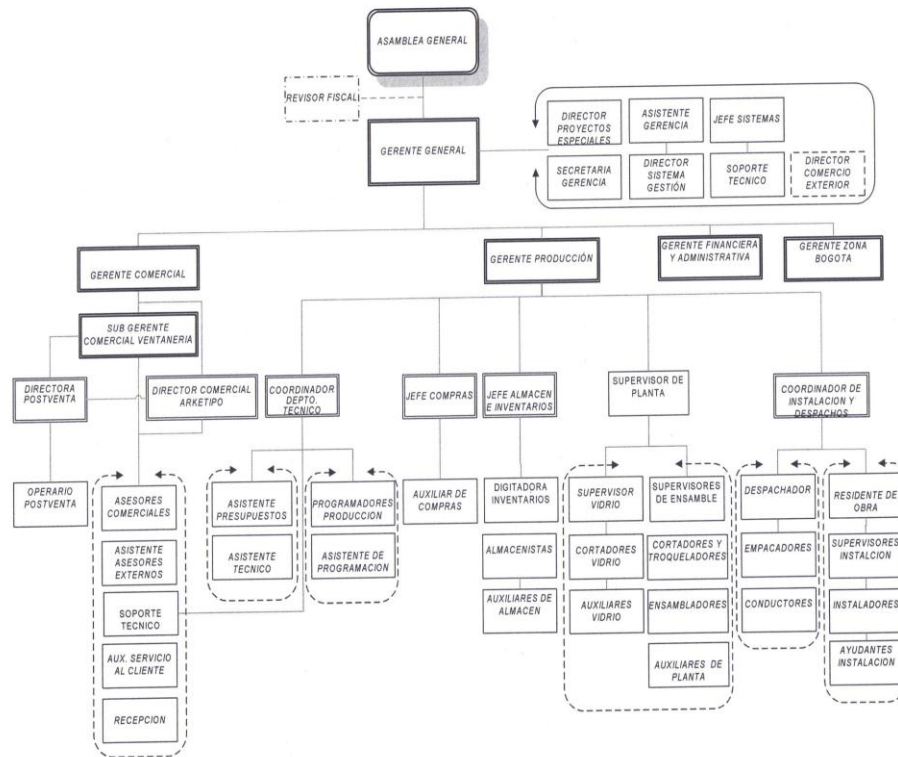 ASAMBLEA GENERAL
REVISOR FISCAL
GERENTE GENERAL
DIRECTOR
PROYECTOS
ESPECIALES
ASISTENTE
GERENCIA
JEFE SISTEMAS
SECRETARIA
GERENCIA
DIRECTOR
SISTEMA
GESTIÓN
SOPORTE
TECNICO
DIRECTOR
COMERCIO
EXTERIOR
GERENTE COMERCIAL
GERENTE PRODUCCIÓN
GERENTE FINANCIERA
Y ADMINISTRATIVA
GERENTE ZONA
BOGOTA
SUB GERENTE
COMERCIAL VENTANERIA
DIRECTORA
POSTVENTA
DIRECTOR COMERCIAL
ARKETIPO
COORDINADOR
DEPTO.
TECNICO
JEFE COMPRAS
JEFE ALMACEN
E INVENTARIOS
SUPERVISOR DE
PLANTA
COORDINADOR DE
INSTALACION Y
DESPACHOS
OPERARIO
POSTVENTA
ASESORES
COMERCIALES
ASISTENTE
ASESORES
EXTERNOS
SOPORTE
TECNICO
AUX. SERVICIO
AL CLIENTE
RECEPCION
ASISTENTE
PRESUPUESTOS
ASISTENTE
TECNICO
PROGRAMADORES
PRODUCCION
ASISTENTE DE
PROGRAMACION
AUXILIAR DE
COMPRAS
DIGITADORA
INVENTARIOS
ALMACENISTAS
AUXILIARES DE
ALMACEN
SUPERVISOR
VIDRIO
CORTADORES
VIDRIO
AUXILIARES
VIDRIO
SUPERVISORES
DE ENSAMBLE
CORTADORES Y
TROQUELADORES
ENSAMBLADORES
AUXILIARES DE
PLANTA
DESPACHADOR
EMPACADORES
CONDUCTORES
RESIDENTE DE
OBRA
SUPERVISORES
INSTALCION
INSTALADORES
AYUDANTES
INSTALACION